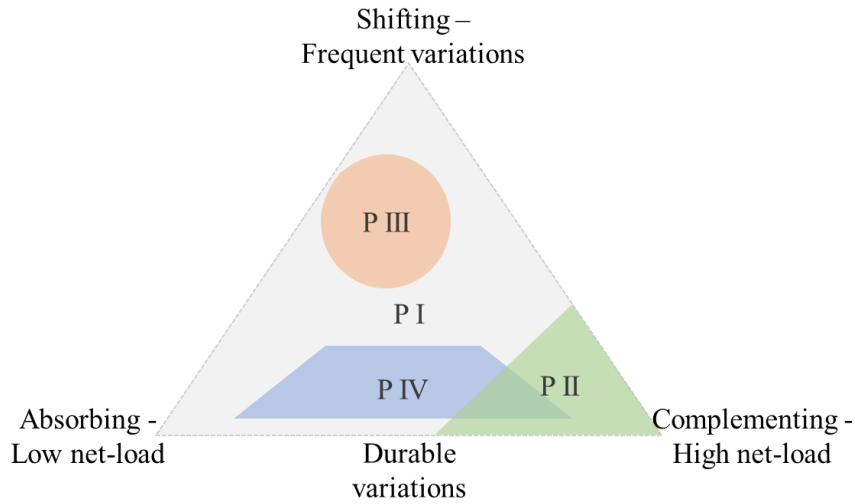 Shifting –
Frequent variations
P III
P I
P IV
P II
Absorbing -
Low net-load
Durable
variations
Complementing -
High net-load